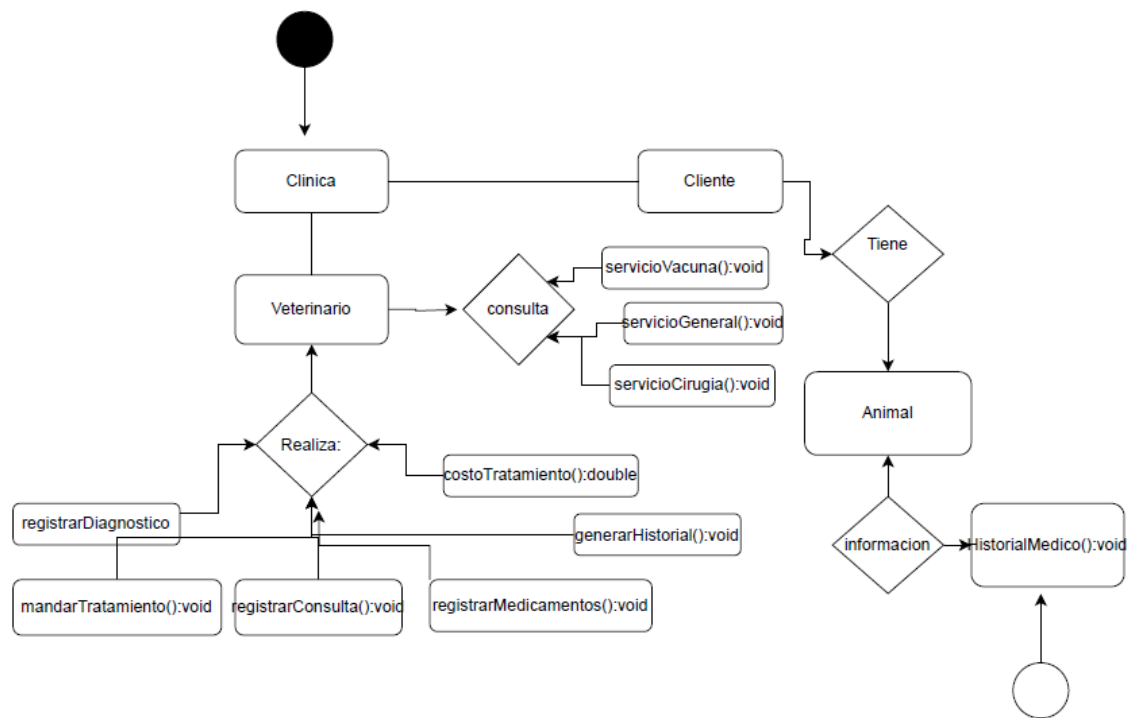 Clinica
Cliente
Tiene
Veterinario
consulta
servicioVacuna():void
servicioGeneral():void
servicioCirugia():void
Animal
Realiza:
costoTratamiento():double
registrarDiagnostico
generarHistorial():void
informacion
HistorialMedico():void
mandarTratamiento():void
registrarConsulta():void
registrarMedicamentos():void